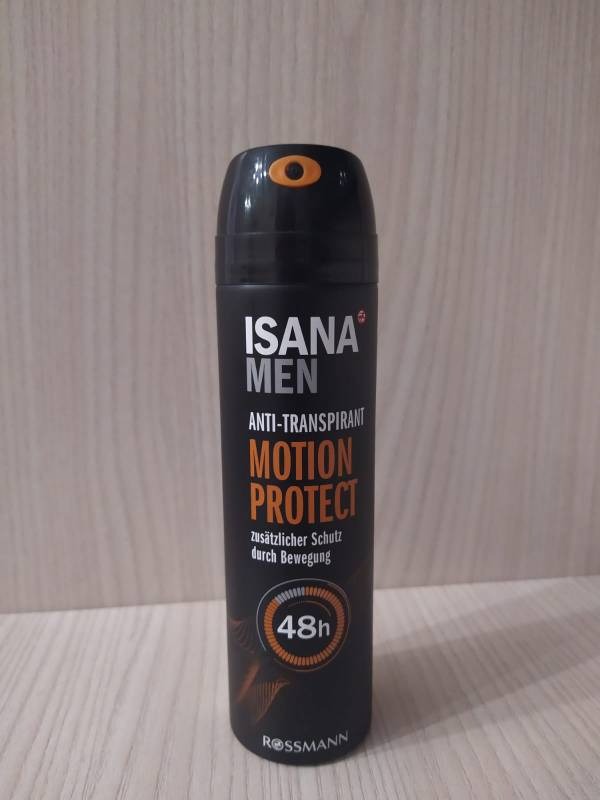 ISANA
MEN
ANTI-TRANSPIRANT
MOTION
PROTECT
zusätzlicher Schutz
durch Bewegung
48h
ROSSMANN